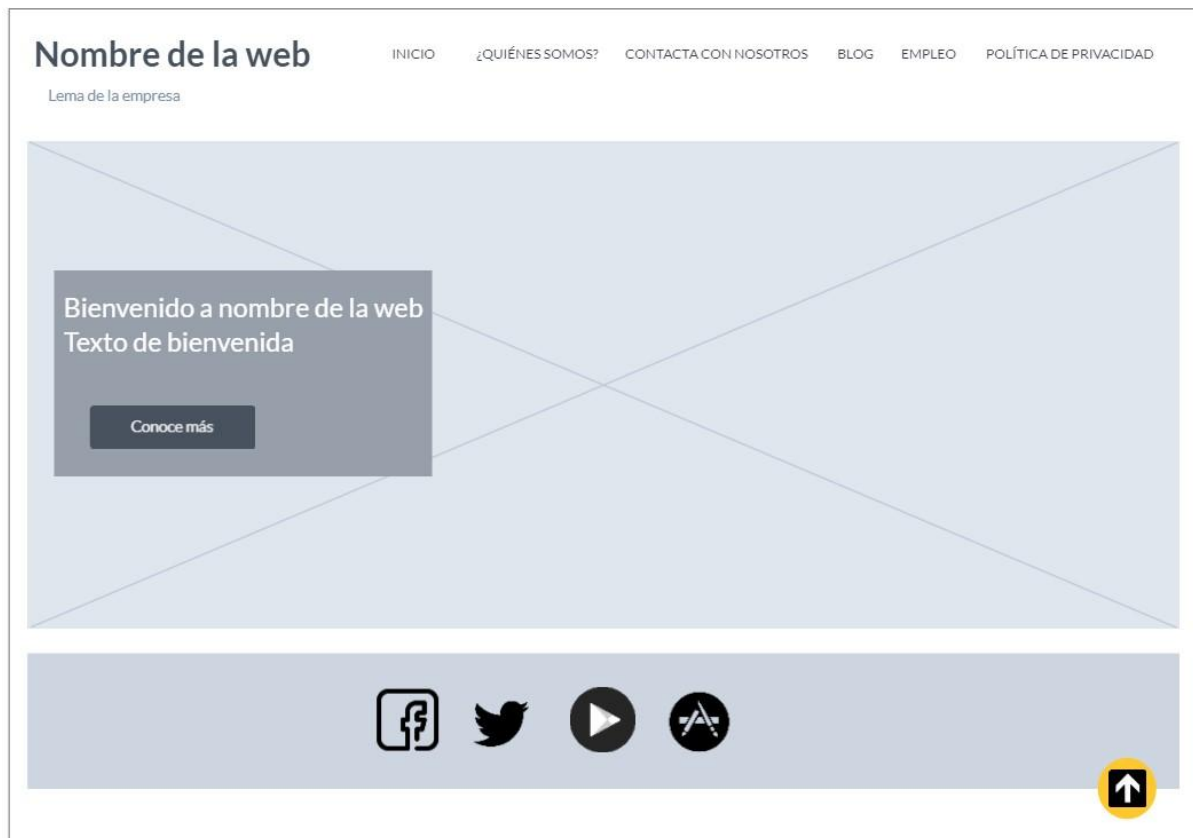 Nombre de la web
INICIO ¿QUIÉNES SOMOS? CONTACTA CON NOSOTROS BLOG EMPLEO POLÍTICA DE PRIVACIDAD
Lema de la empresa
Bienvenido a nombre de la web
Texto de bienvenida
Conoce más